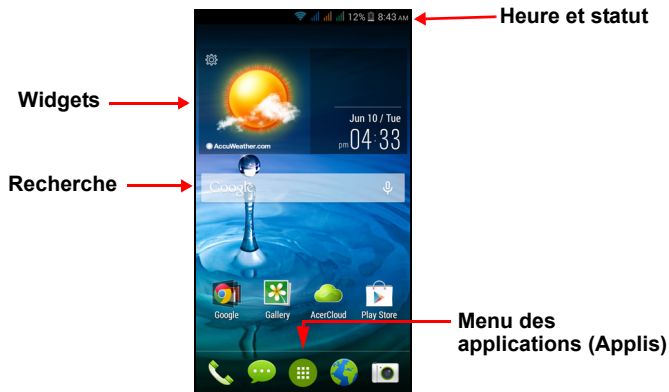 12% 8:43 AM
Heure et statut
Widgets
Jun 10 / Tue
pm 04:33
AccuWeather.com
Recherche
Google
Google Gallery AcerCloud Play Store
Menu des
applications (Applis)